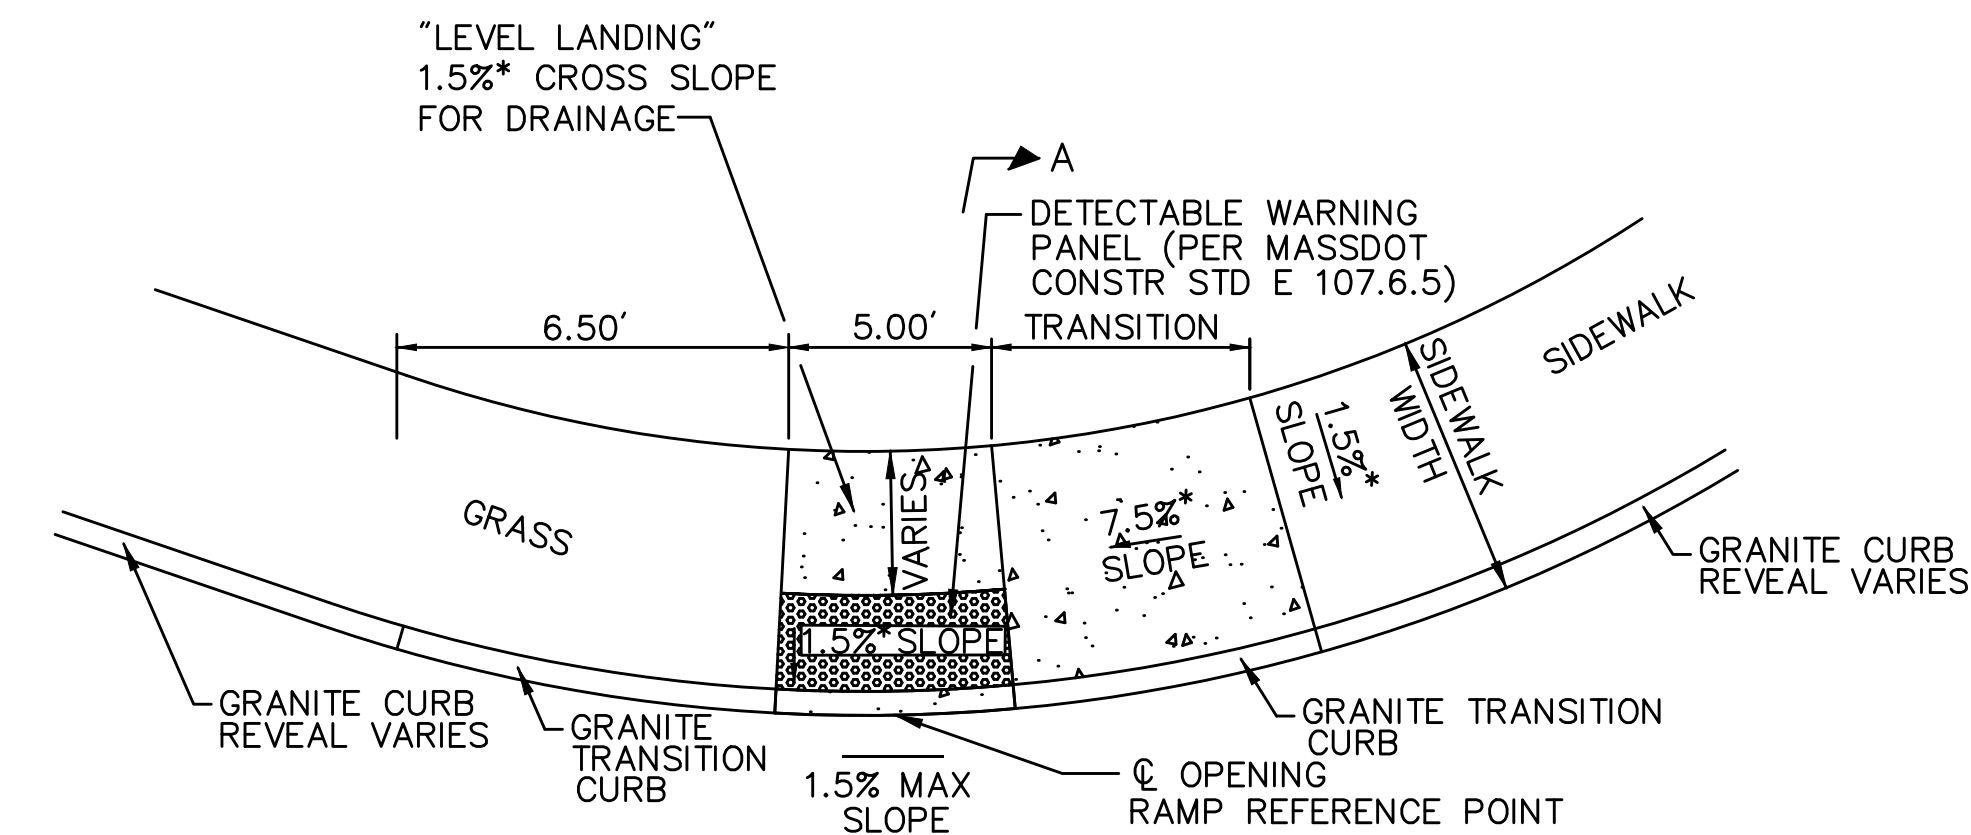 "LEVEL LANDING"
1.5%* CROSS SLOPE
FOR DRAINAGE
A
DETECTABLE WARNING
PANEL (PER MASSDOT
CONSTR STD E 107.6.5)
6.50'
5.00'
TRANSITION
SIDEWALK
SIDEWALK
WIDTH
1.5%*
SLOPE
GRASS
VARIES
7.5%*
SLOPE
1.5%* SLOPE
GRANITE CURB
REVEAL VARIES
GRANITE CURB
REVEAL VARIES
GRANITE
TRANSITION
CURB
1.5% MAX
SLOPE
GRANITE TRANSITION
CURB
℄ OPENING
RAMP REFERENCE POINT